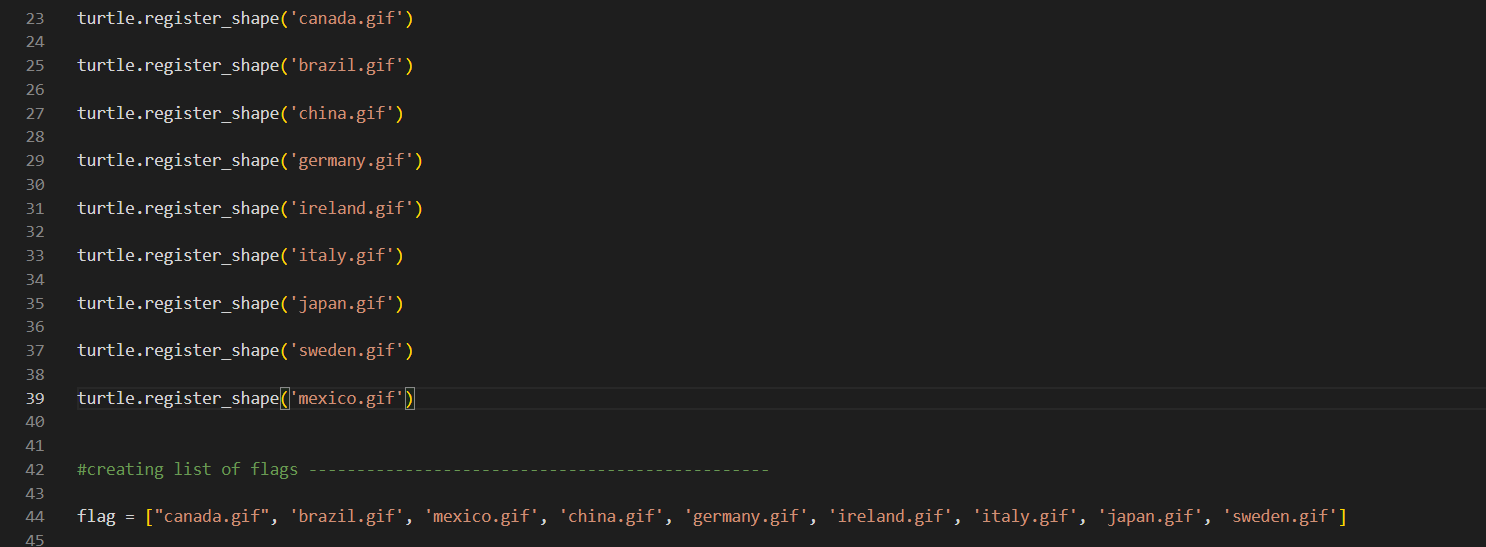 23 turtle.register_shape('canada.gif')
24
25 turtle.register_shape('brazil.gif')
26
27 turtle.register_shape('china.gif')
28
29 turtle.register_shape('germany.gif')
30
31 turtle.register_shape('ireland.gif')
32
33 turtle.register_shape('italy.gif')
34
35 turtle.register_shape('japan.gif')
36
37 turtle.register_shape('sweden.gif')
38
39 turtle.register_shape('mexico.gif')
40
41
42 #creating list of flags ------------------------------------------------
43
44 flag = ["canada.gif", 'brazil.gif', 'mexico.gif', 'china.gif', 'germany.gif', 'ireland.gif', 'italy.gif', 'japan.gif', 'sweden.gif']
45